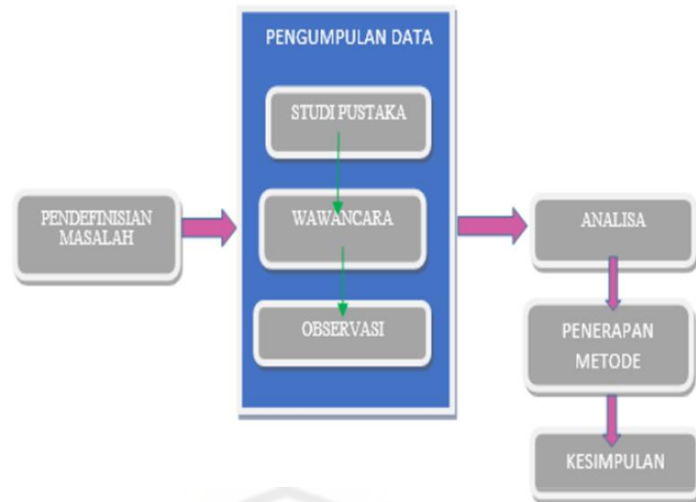 PENDEFINISIAN
MASALAH
PENGUMPULAN DATA
STUDI PUSTAKA
WAWANCARA
OBSERVASI
ANALISA
PENERAPAN
METODE
KESIMPULAN